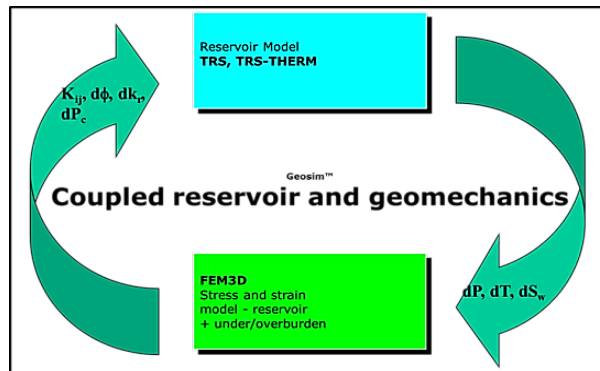 Reservoir Model
TRS, TRS-THERM
Kij, dϕ, dkr,
dPc
Geosim™
Coupled reservoir and geomechanics
FEM3D
Stress and strain
model - reservoir
+ under/overburden
dP, dT, dSw